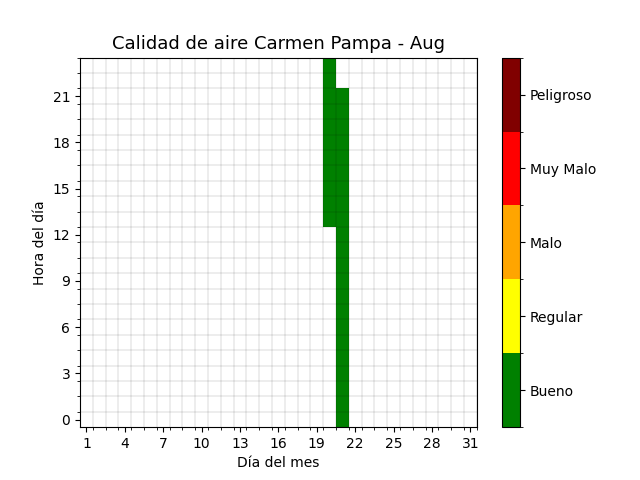 Calidad de aire Carmen Pampa - Aug
Hora del día
21
18
15
12
9
6
3
0
1 4 7 10 13 16 19 22 25 28 31
Día del mes
Peligroso
Muy Malo
Malo
Regular
Bueno